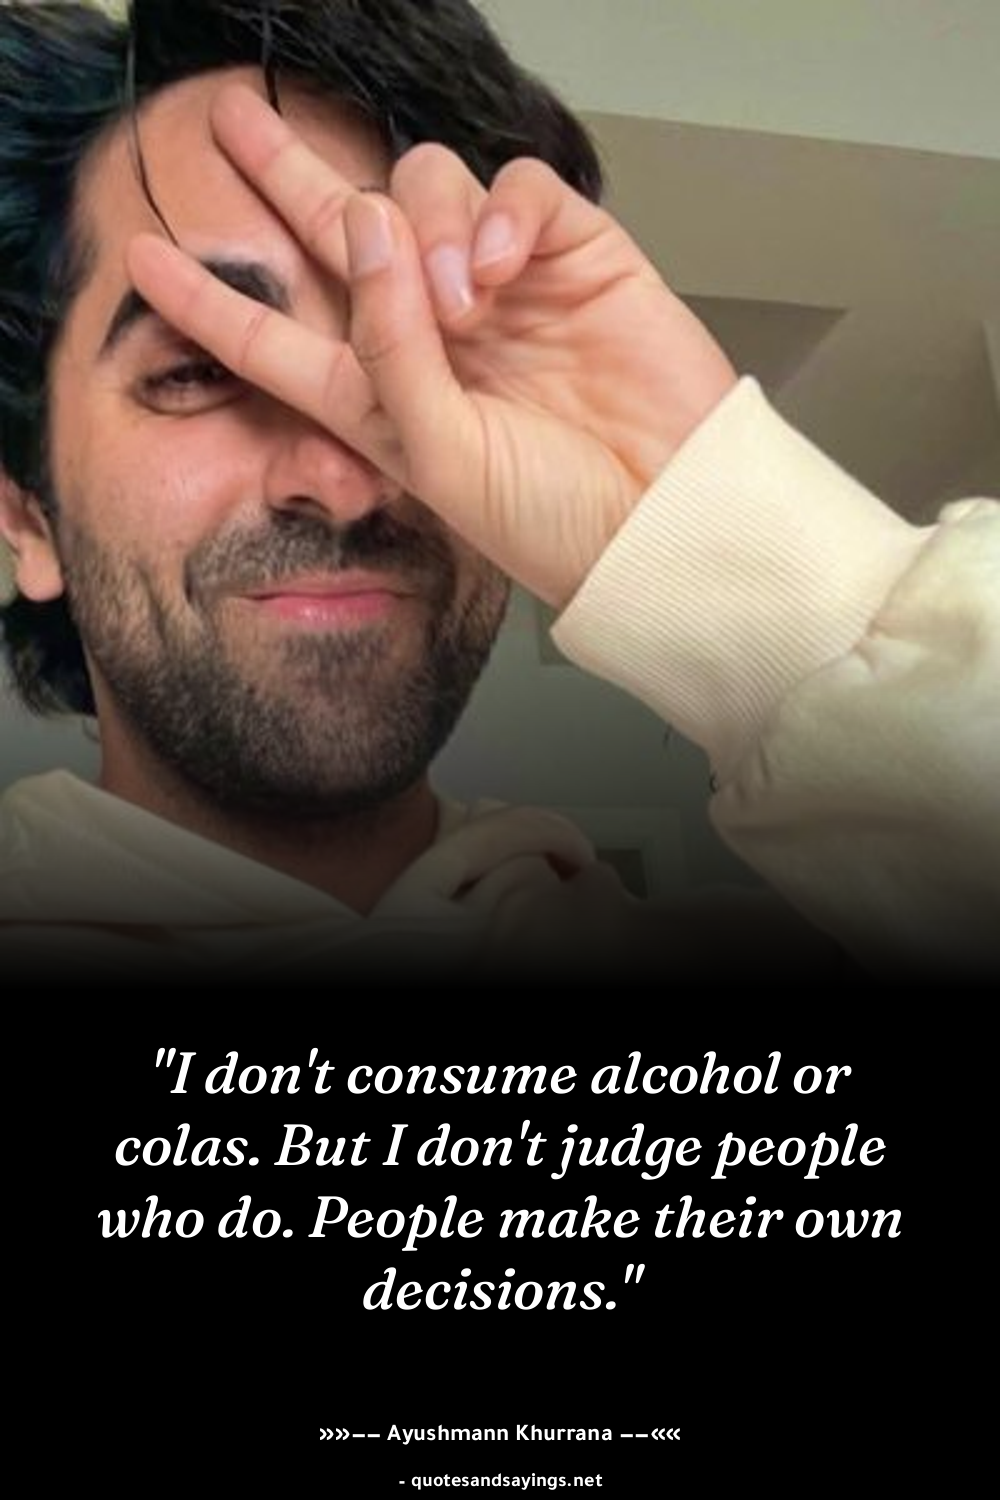 "I don't consume alcohol or
colas. But I don't judge people
who do. People make their own
decisions."
»»–– Ayushmann Khurrana ––««
- quotesandsayings.net